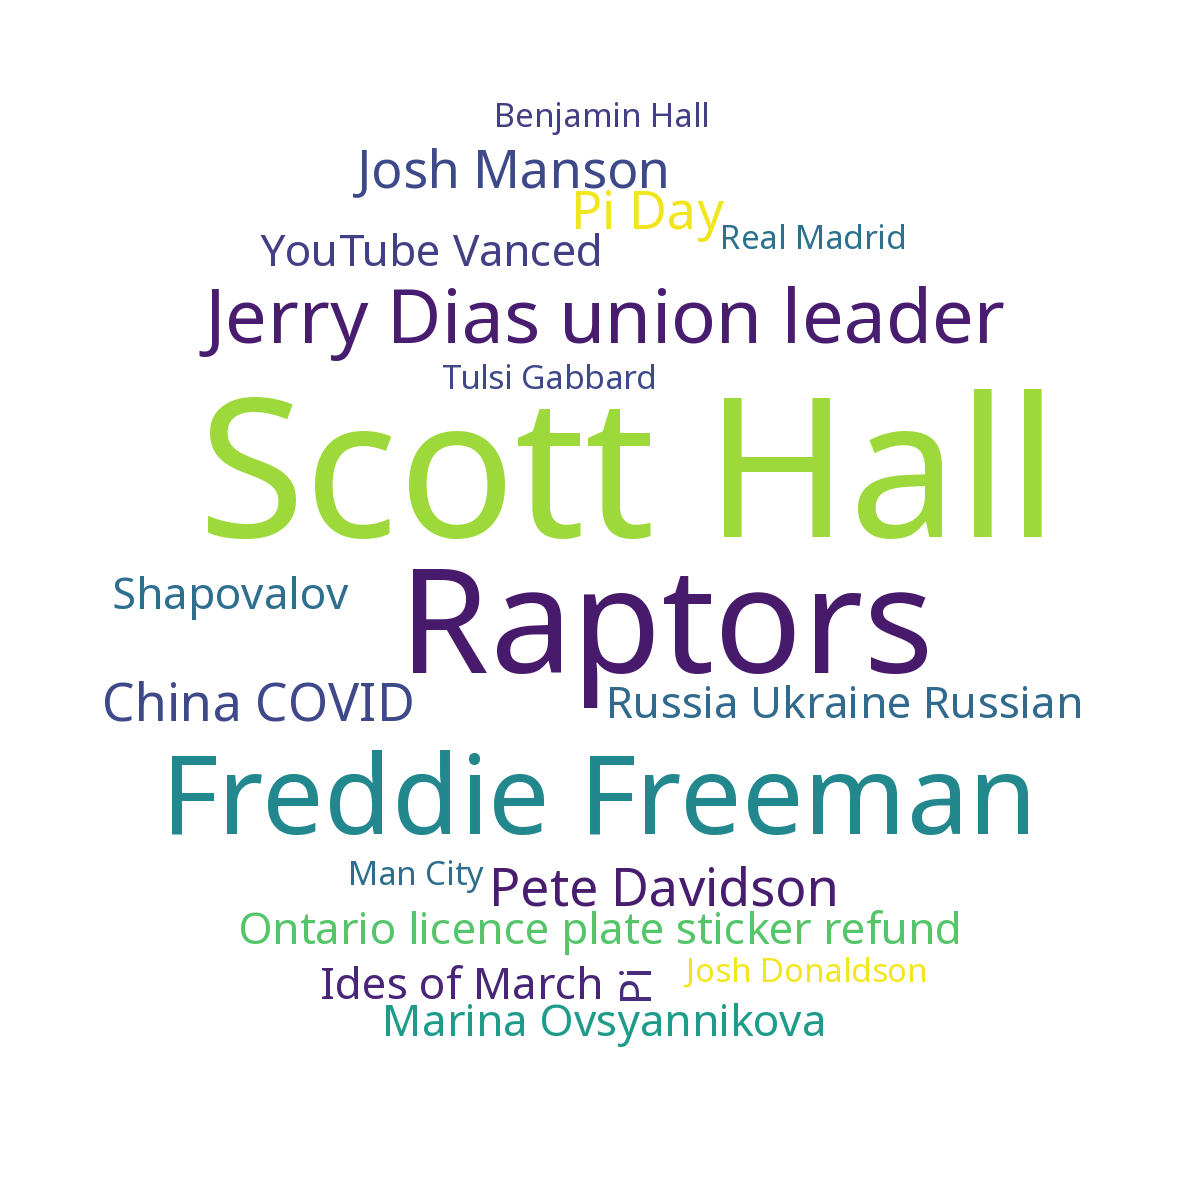 Benjamin Hall
Josh Manson
Pi Day
Real Madrid
YouTube Vanced
Jerry Dias union leader
Tulsi Gabbard
Scott Hall
Shapovalov
Raptors
China COVID
Russia Ukraine Russian
Freddie Freeman
Man City
Pete Davidson
Ontario licence plate sticker refund
Ides of March
Pi
Josh Donaldson
Marina Ovsyannikova